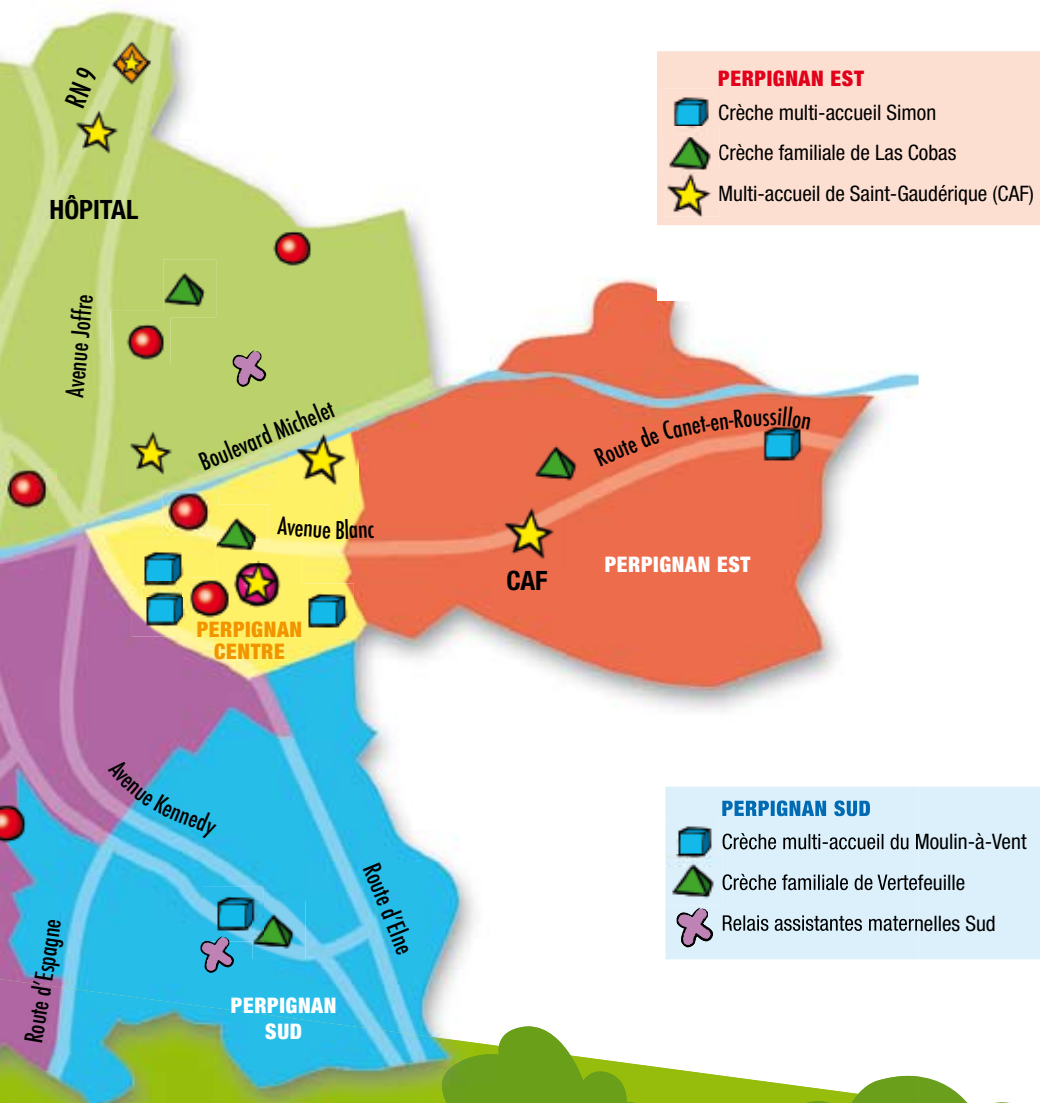 RN 9
HÔPITAL
Avenue Joffre
Boulevard Michelet
Avenue Blanc
PERPIGNAN
CENTRE
Route de Canet-en-Roussillon
CAF
PERPIGNAN EST
Avenue Kennedy
Route d'Elne
Route d'Espagne
PERPIGNAN
SUD
PERPIGNAN EST
Crèche multi-accueil Simon
Crèche familiale de Las Cobas
Multi-accueil de Saint-Gaudérique (CAF)
PERPIGNAN SUD
Crèche multi-accueil du Moulin-à-Vent
Crèche familiale de Vertefeuille
Relais assistantes maternelles Sud